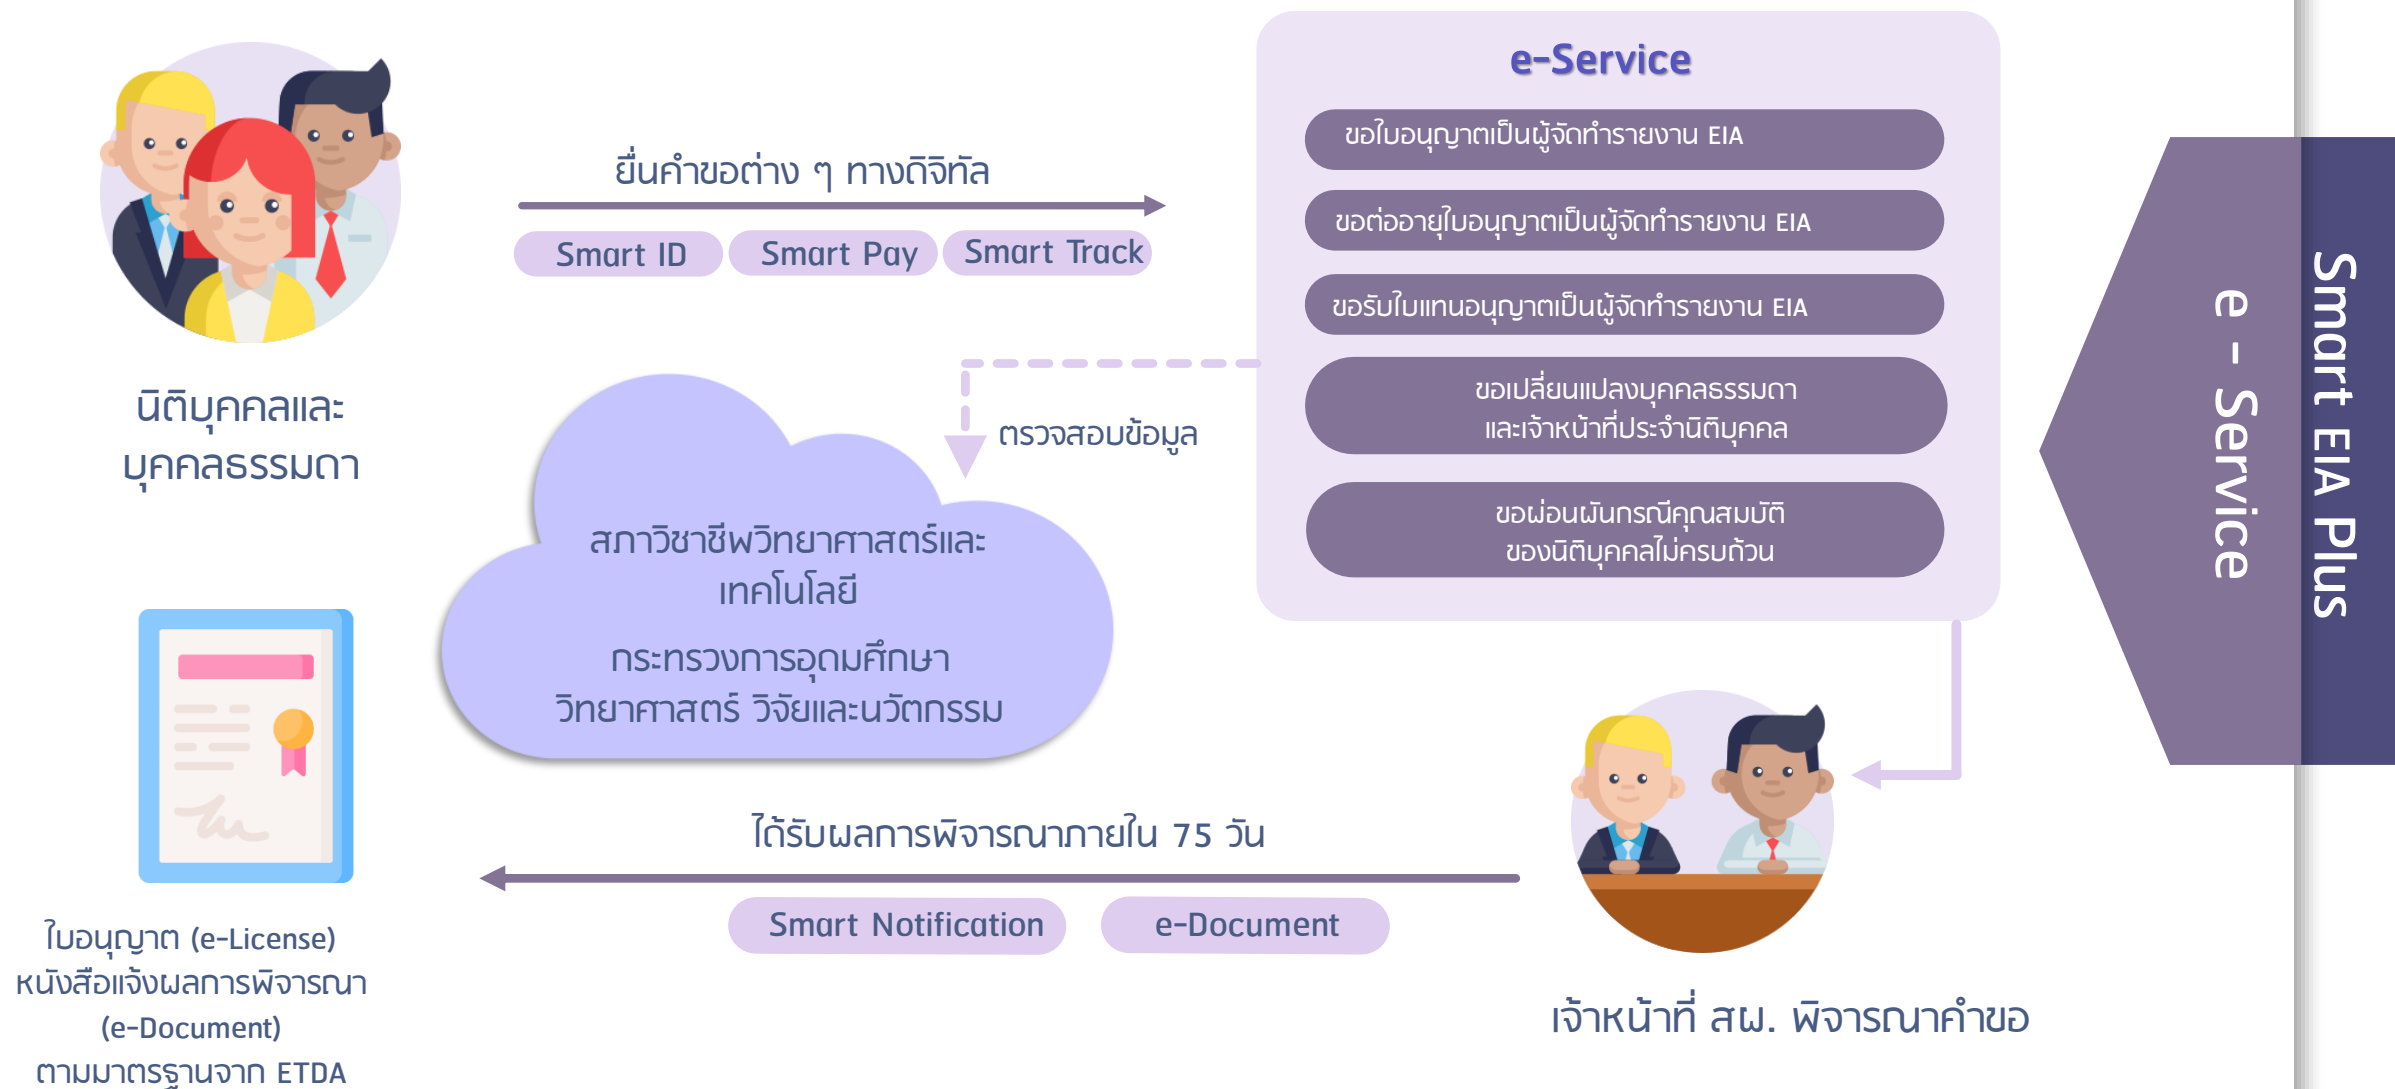 นิติบุคคลและ
บุคคลธรรมดา
ยื่นคำขอต่าง ๆ ทางดิจิทัล
Smart ID
Smart Pay
Smart Track
e-Service
ขอใบอนุญาตเป็นผู้จัดทำรายงาน EIA
ขอต่ออายุใบอนุญาตเป็นผู้จัดทำรายงาน EIA
ขอรับใบแทนอนุญาตเป็นผู้จัดทำรายงาน EIA
ขอเปลี่ยนแปลงบุคคลธรรมดา
และเจ้าหน้าที่ประจำนิติบุคคล
ขอผ่อนผันกรณีคุณสมบัติ
ของนิติบุคคลไม่ครบถ้วน
ตรวจสอบข้อมูล
สภาวิชาชีพวิทยาศาสตร์และ
เทคโนโลยี
กระทรวงการอุดมศึกษา
วิทยาศาสตร์ วิจัยและนวัตกรรม
เจ้าหน้าที่ สผ. พิจารณาคำขอ
ได้รับผลการพิจารณาภายใน 75 วัน
Smart Notification
e-Document
ใบอนุญาต (e-License)
หนังสือแจ้งผลการพิจารณา
(e-Document)
ตามมาตรฐานจาก ETDA
Smart EIA Plus
e - Service